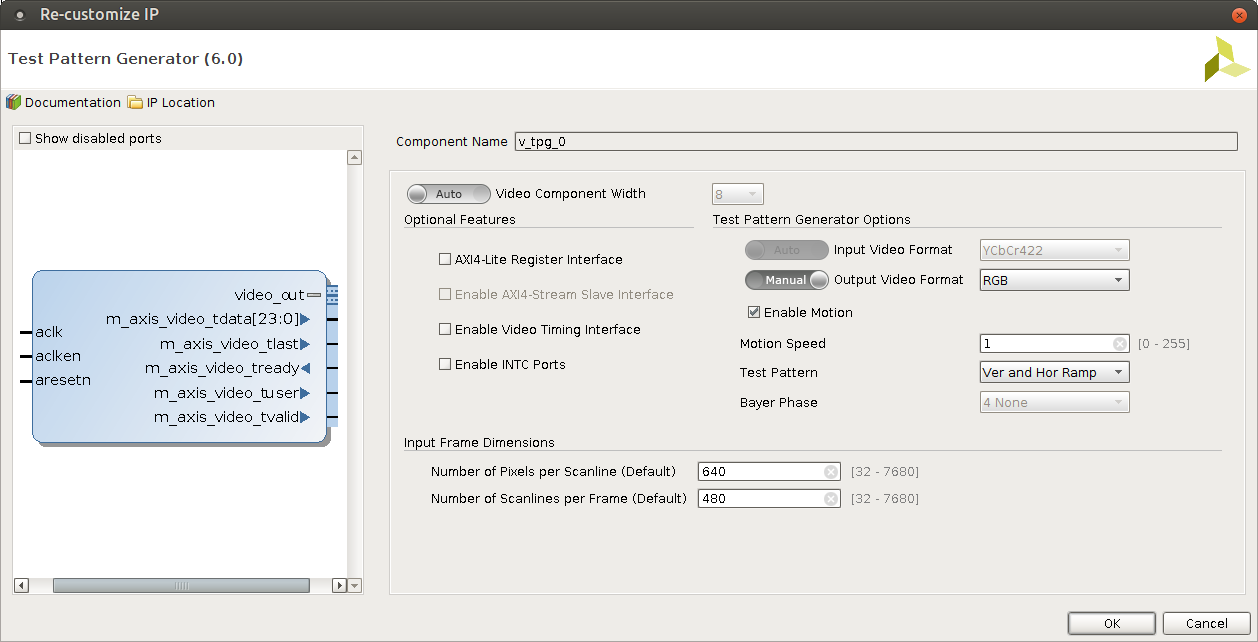 Re-customize IP
Test Pattern Generator (6.0)
Documentation IP Location
Show disabled ports
video_out
m_axis_video_tdata[23:0]
aclk
m_axis_video_tlast
aclken
m_axis_video_tready
aresetn
m_axis_video_tuser
m_axis_video_tvalid
Component Name v_tpg_0
Auto Video Component Width 8
Optional Features
AXI4-Lite Register Interface
Enable AXI4-Stream Slave Interface
Enable Video Timing Interface
Enable INTC Ports
Test Pattern Generator Options
Auto Input Video Format YCbCr422
Manual Output Video Format RGB
Enable Motion
Motion Speed 1 [0 - 255]
Test Pattern Ver and Hor Ramp
Bayer Phase 4 None
Input Frame Dimensions
Number of Pixels per Scanline (Default) 640 [32 - 7680]
Number of Scanlines per Frame (Default) 480 [32 - 7680]
OK Cancel